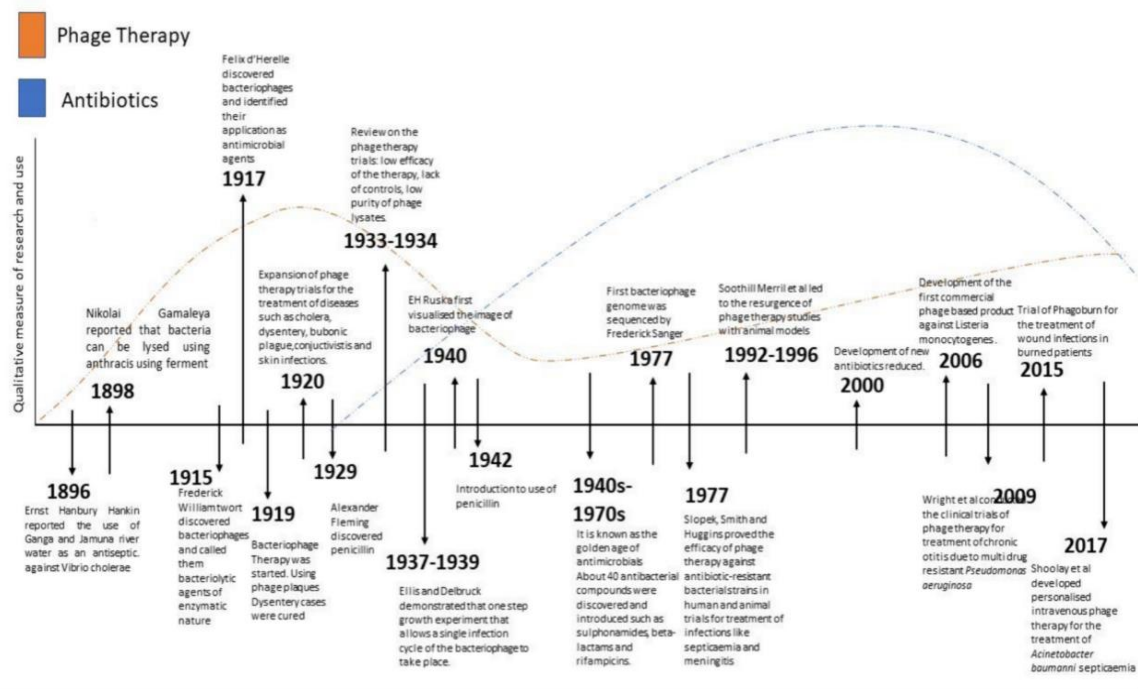 Phage Therapy
Antibiotics
Qualitative measure of research and use
Felix d'Herelle
discovered
bacteriophages
and identified
their
application as
antimicrobial
agents
1917
Review on the
phage therapy
trials: low efficacy
of the therapy, lack
of controls, low
purity of phage
lysates.
1933-1934
Nikolai Gamaleya
reported that bacteria
can be lysed using
anthracis using ferment
1898
Expansion of phage
therapy trials for the
treatment of diseases
such as cholera,
dysentery, bubonic
plague, conjuctivistis and
skin infections.
1920
EH Ruska first
visualised the image of
bacteriophage
1940
First bacteriophage
genome was
sequenced by
Frederick Sanger
1977
Soothill Merril et al led
to the resurgence of
phage therapy studies
with animal models
1992-1996
Development of new
antibiotics reduced.
2000
Development of the
first commercial
phage based product
against Listeria
monocytogenes.
2006
Trial of Phagoburn for
the treatment of
wound infections in
burned patients
2015
1896
Ernst Hanbury Hankin
reported the use of
Ganga and Jamuna river
water as an antiseptic.
against Vibrio cholerae
1915
Frederick
William twort
discovered
bacteriophages
and called
them
bacteriolytic
agents of
enzymatic
nature
1919
Bacteriophage
Therapy was
started. Using
phage plaques
Dysentery cases
were cured
1929
Alexander
Fleming
discovered
penicillin
1937-1939
Ellis and Delbruck
demonstrated that one step
growth experiment that
allows a single infection
cycle of the bacteriophage to
take place.
1942
Introduction to use of
penicillin
1940s-
1970s
It is known as the
golden age of
antimicrobials
About 40 antibacterial
compounds were
discovered and
introduced such as
sulphonamides, beta-
lactams and
rifampicins.
1977
Slopek, Smith and
Huggins proved the
efficacy of phage
therapy against
antibiotic-resistant
bacterial strains in
human and animal
trials for treatment of
infections like
septicaemia and
meningitis
2009
Wright et al
the clinical trials of
phage therapy for
treatment of chronic
otitis due to multi drug
resistant Pseudomonas
aeruginosa
2017
Shoolay et al
developed
personalised
intravenous phage
therapy for the
treatment of
Acinetobacter
baumanni septicaemia